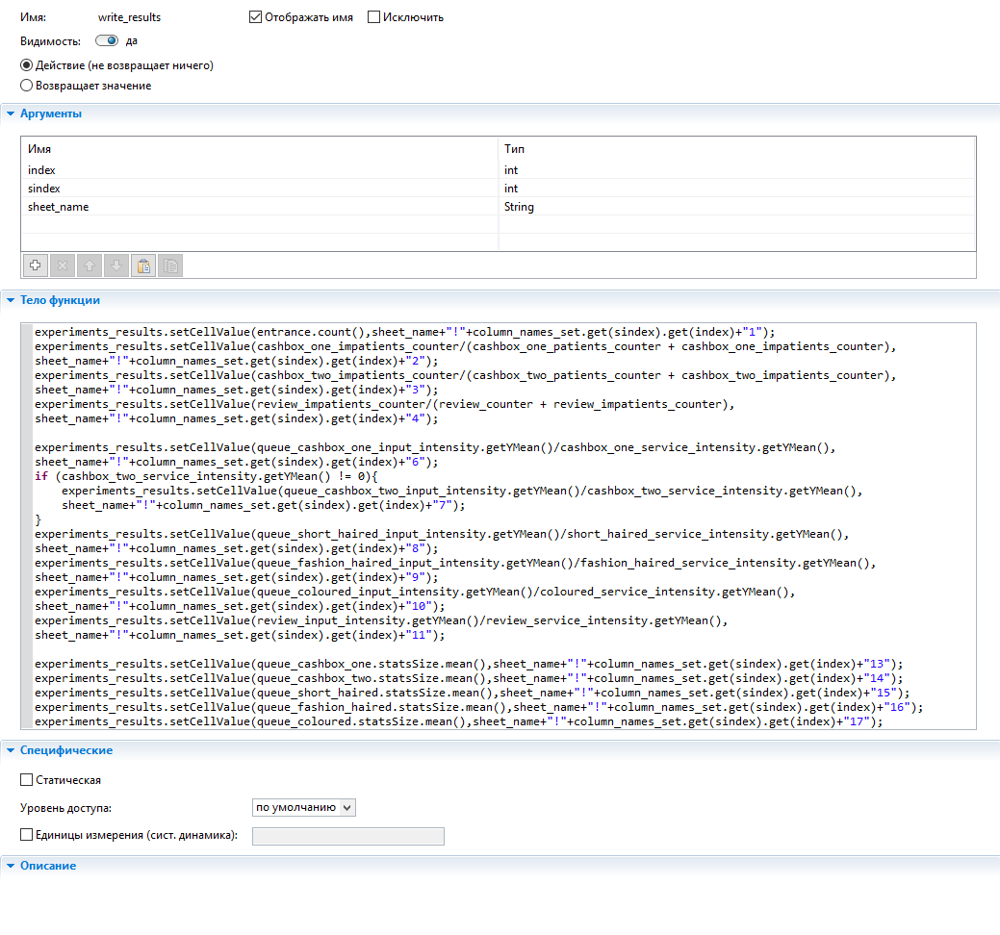 Имя: write_results Отображать имя Исключить
Видимость: да
Действие (не возвращает ничего)
Возвращает значение
Аргументы
Имя Тип
index int
sindex int
sheet_name String
Тело функции
experiments_results.setCellValue(entrance.count(),sheet_name+"!"+column_names_set.get(sindex).get(index)+"1");
experiments_results.setCellValue(cashbox_one_impatients_counter/(cashbox_one_patients_counter + cashbox_one_impatients_counter),
sheet_name+"!"+column_names_set.get(sindex).get(index)+"2");
experiments_results.setCellValue(cashbox_two_impatients_counter/(cashbox_two_patients_counter + cashbox_two_impatients_counter),
sheet_name+"!"+column_names_set.get(sindex).get(index)+"3");
experiments_results.setCellValue(review_impatients_counter/(review_counter + review_impatients_counter),
sheet_name+"!"+column_names_set.get(sindex).get(index)+"4");
experiments_results.setCellValue(queue_cashbox_one_input_intensity.getYMean()/cashbox_one_service_intensity.getYMean(),
sheet_name+"!"+column_names_set.get(sindex).get(index)+"6");
if (cashbox_two_service_intensity.getYMean() != 0){
experiments_results.setCellValue(queue_cashbox_two_input_intensity.getYMean()/cashbox_two_service_intensity.getYMean(),
sheet_name+"!"+column_names_set.get(sindex).get(index)+"7");
}
experiments_results.setCellValue(queue_short_haired_input_intensity.getYMean()/short_haired_service_intensity.getYMean(),
sheet_name+"!"+column_names_set.get(sindex).get(index)+"8");
experiments_results.setCellValue(queue_fashion_haired_input_intensity.getYMean()/fashion_haired_service_intensity.getYMean(),
sheet_name+"!"+column_names_set.get(sindex).get(index)+"9");
experiments_results.setCellValue(queue_coloured_input_intensity.getYMean()/coloured_service_intensity.getYMean(),
sheet_name+"!"+column_names_set.get(sindex).get(index)+"10");
experiments_results.setCellValue(review_input_intensity.getYMean()/review_service_intensity.getYMean(),
sheet_name+"!"+column_names_set.get(sindex).get(index)+"11");
experiments_results.setCellValue(queue_cashbox_one.statsSize.mean(),sheet_name+"!"+column_names_set.get(sindex).get(index)+"13");
experiments_results.setCellValue(queue_cashbox_two.statsSize.mean(),sheet_name+"!"+column_names_set.get(sindex).get(index)+"14");
experiments_results.setCellValue(queue_short_haired.statsSize.mean(),sheet_name+"!"+column_names_set.get(sindex).get(index)+"15");
experiments_results.setCellValue(queue_fashion_haired.statsSize.mean(),sheet_name+"!"+column_names_set.get(sindex).get(index)+"16");
experiments_results.setCellValue(queue_coloured.statsSize.mean(),sheet_name+"!"+column_names_set.get(sindex).get(index)+"17");
Специфические
Статическая
Уровень доступа: по умолчанию
Единицы измерения (сист. динамика):
Описание